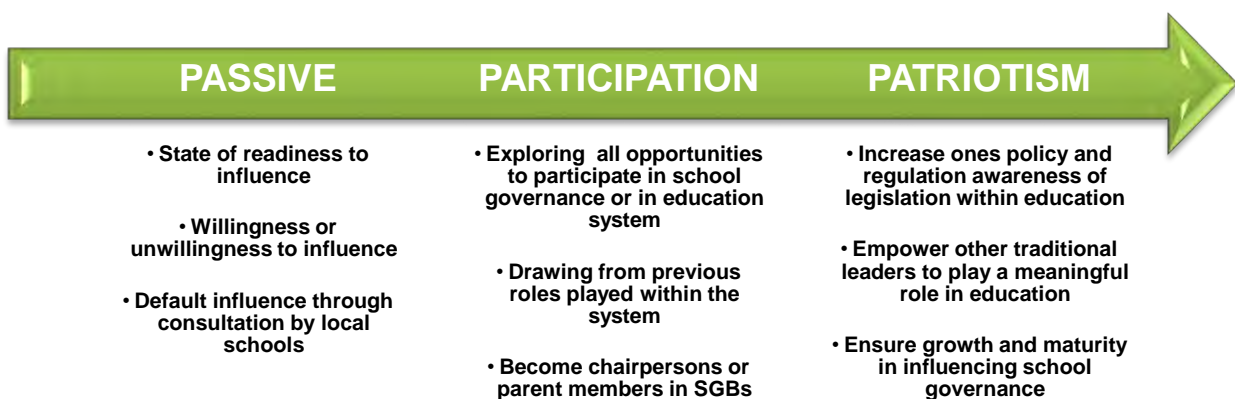 PASSIVE
PARTICIPATION
PATRIOTISM
• State of readiness to
influence
• Willingness or
unwillingness to influence
• Default influence through
consultation by local
schools
• Exploring all opportunities
to participate in school
governance or in education
system
• Drawing from previous
roles played within the
system
• Become chairpersons or
parent members in SGBs
• Increase ones policy and
regulation awareness of
legislation within education
• Empower other traditional
leaders to play a meaningful
role in education
• Ensure growth and maturity
in influencing school
governance